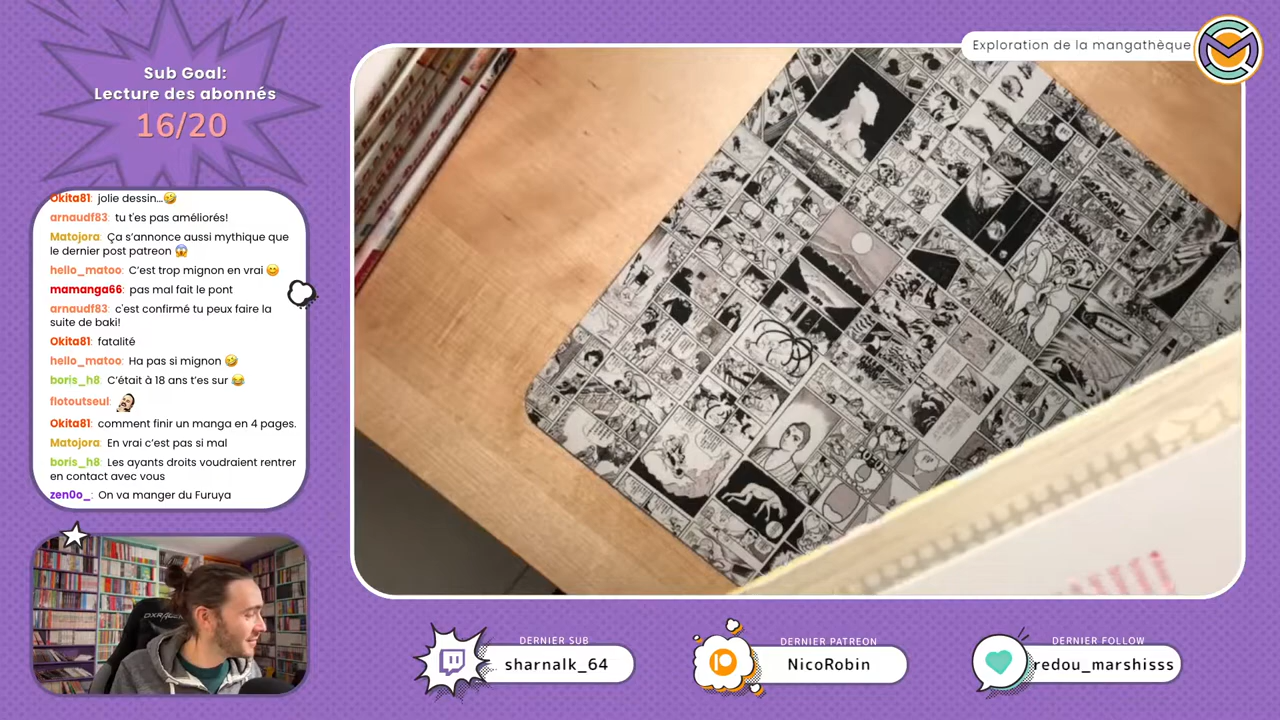 Sub Goal:
Lecture des abonnés
16/20
Exploration de la mangathèque
Okita81: jolie dessin...🤣
arnaudf83: tu t'es pas améliorés!
Matojora: Ça s'annonce aussi mythique que
le dernier post patreon 😱
hello_matoo: C'est trop mignon en vrai 😊
mamanga66: pas mal fait le pont
arnaudf83: c'est confirmé tu peux faire la
suite de baki!
Okita81: fatalité
hello_matoo: Ha pas si mignon 🤣
boris_h8: C'était à 18 ans t'es sur 😂
flotoutseul:
Okita81: comment finir un manga en 4 pages.
Matojora: En vrai c'est pas si mal
boris_h8: Les ayants droits voudraient rentrer
en contact avec vous
zen0o_: On va manger du Furuya
DERNIER SUB
sharnalk_64
DERNIER PATREON
NicoRobin
DERNIER FOLLOW
redou_marshisss